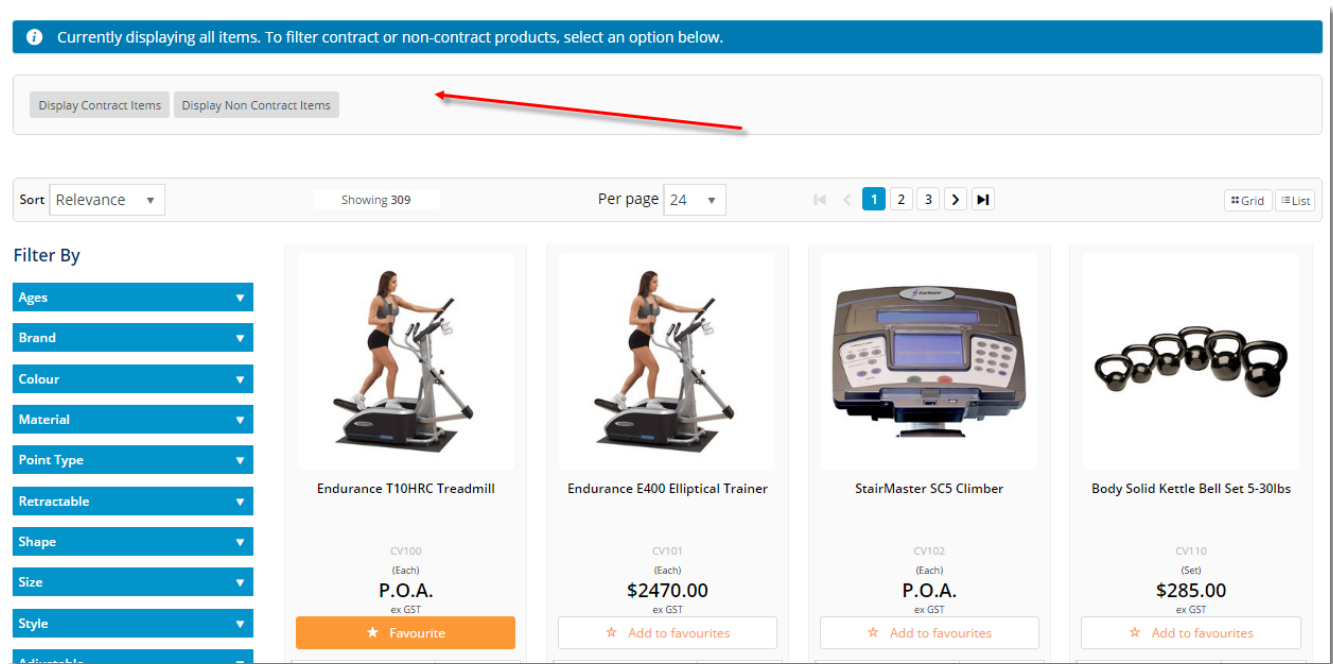 Currently displaying all items. To filter contract or non-contract products, select an option below.
Display Contract Items Display Non Contract Items
Sort Relevance Showing 309 Per page 24 1 2 3 Grid List
Filter By
Ages
Brand
Colour
Material
Point Type
Retractable
Shape
Size
Style
Adjustable
Endurance T10HRC Treadmill
CV100
(Each)
P.O.A.
ex GST
Favourite
Endurance E400 Elliptical Trainer
CV101
(Each)
$2470.00
ex GST
Add to favourites
StairMaster SC5 Climber
CV102
(Each)
P.O.A.
ex GST
Add to favourites
Body Solid Kettle Bell Set 5-30lbs
CV110
(Set)
$285.00
ex GST
Add to favourites